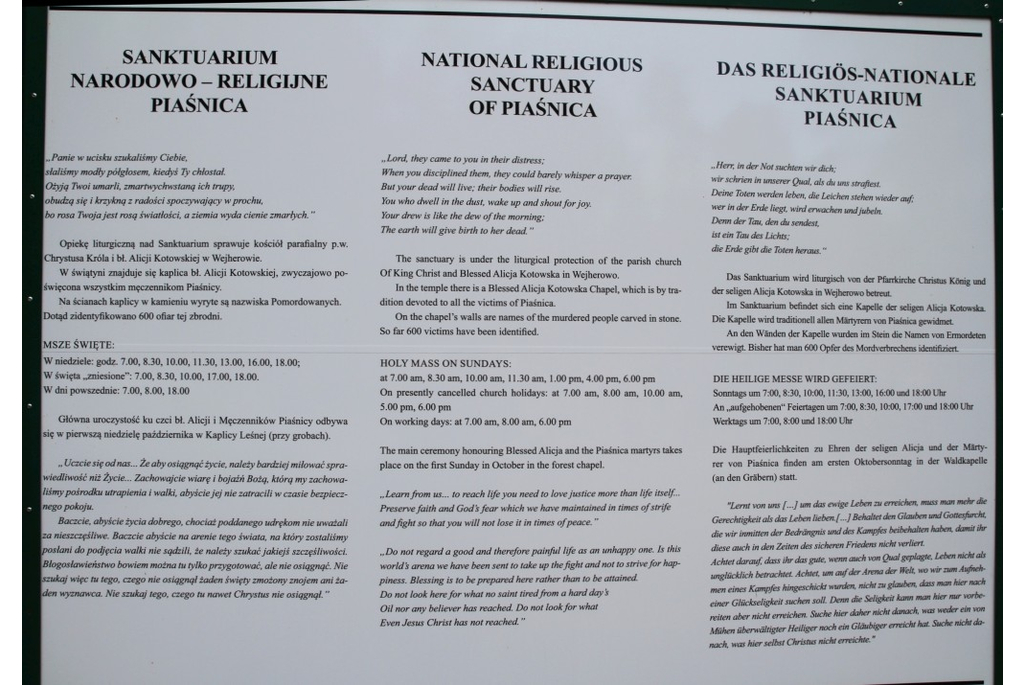 SANKTUARIUM
NARODOWO – RELIGIJNE
PIAŚNICA
„Panie w ucisku szukaliśmy Ciebie,
słaliśmy modły półgłosem, kiedyś Ty chłostał.
Ożyją Twoi umarli, zmartwychwstaną ich trupy,
obudzą się i krzykną z radości spoczywający w prochu,
bo rosa Twoja jest rosą światłości, a ziemia wyda cienie zmarłych."
Opiekę liturgiczną nad Sanktuarium sprawuje kościół parafialny p.w.
Chrystusa Króla i bł. Alicji Kotowskiej w Wejherowie.
W świątyni znajduje się kaplica bł. Alicji Kotowskiej, zwyczajowo po-
święcona wszystkim męczennikom Piaśnicy.
Na ścianach kaplicy w kamieniu wyryte są nazwiska Pomordowanych.
Dotąd zidentyfikowano 600 ofiar tej zbrodni.
MSZE ŚWIĘTE:
W niedziele: godz. 7.00, 8.30, 10.00, 11.30, 13.00, 16.00, 18.00;
W święta „zniesione": 7.00, 8.30, 10.00, 17.00, 18.00.
W dni powszednie: 7.00, 8.00, 18.00
Główna uroczystość ku czci bł. Alicji i Męczenników Piaśnicy odbywa
się w pierwszą niedzielę października w Kaplicy Leśnej (przy grobach).
„Uczcie się od nas... Że aby osiągnąć życie, należy bardziej miłować spra-
wiedliwość niż Życie... Zachowajcie wiarę i bojaźń Bożą, którą my zachowa-
liśmy pośrodku utrapienia i walki, abyście jej nie zatracili w czasie bezpiecz-
nego pokoju.
Baczcie, abyście życia dobrego, chociaż poddanego udrękom nie uważali
za nieszczęśliwe. Baczcie abyście na arenie tego świata, na który zostaliśmy
posłani do podjęcia walki nie sądzili, że należy szukać jakiejś szczęśliwości.
Błogosławieństwo bowiem można tu tylko przygotować, ale nie osiągnąć. Nie
szukaj więc tu tego, czego nie osiągnął żaden święty zmożony znojem ani ża-
den wyznawca. Nie szukaj tego, czego tu nawet Chrystus nie osiągnął."
NATIONAL RELIGIOUS
SANCTUARY
OF PIAŚNICA
„Lord, they came to you in their distress;
When you disciplined them, they could barely whisper a prayer.
But your dead will live; their bodies will rise.
You who dwell in the dust, wake up and shout for joy.
Your drew is like the dew of the morning;
The earth will give birth to her dead."
The sanctuary is under the liturgical protection of the parish church
Of King Christ and Blessed Alicja Kotowska in Wejherowo.
In the temple there is a Blessed Alicja Kotowska Chapel, which is by tra-
dition devoted to all the victims of Piaśnica.
On the chapel's walls are names of the murdered people carved in stone.
So far 600 victims have been identified.
HOLY MASS ON SUNDAYS:
at 7.00 am, 8.30 am, 10.00 am, 11.30 am, 1.00 pm, 4.00 pm, 6.00 pm
On presently cancelled church holidays: at 7.00 am, 8.00 am, 10.00 am,
5.00 pm, 6.00 pm
On working days: at 7.00 am, 8.00 am, 6.00 pm
The main ceremony honouring Blessed Alicja and the Piaśnica martyrs takes
place on the first Sunday in October in the forest chapel.
„Learn from us... to reach life you need to love justice more than life itself...
Preserve faith and God's fear which we have maintained in times of strife
and fight so that you will not lose it in times of peace."
„Do not regard a good and therefore painful life as an unhappy one. Is this
world's arena we have been sent to take up the fight and not to strive for hap-
piness. Blessing is to be prepared here rather than to be attained.
Do not look here for what no saint tired from a hard day's
Oil nor any believer has reached. Do not look for what
Even Jesus Christ has not reached."
DAS RELIGIÖS-NATIONALE
SANKTUARIUM
PIAŚNICA
„Herr, in der Not suchten wir dich;
wir schrien in unserer Qual, als du uns straftest.
Deine Toten werden leben, die Leichen stehen wieder auf;
wer in der Erde liegt, wird erwachen und jubeln.
Denn der Tau, den du sendest,
ist ein Tau des Lichts;
die Erde gibt die Toten heraus."
Das Sanktuarium wird liturgisch von der Pfarrkirche Christus König und
der seligen Alicja Kotowska in Wejherowo betreut.
Im Sanktuarium befindet sich eine Kapelle der seligen Alicja Kotowska.
Die Kapelle wird traditionell allen Märtyrern von Piaśnica gewidmet.
An den Wänden der Kapelle wurden im Stein die Namen von Ermordeten
verewigt. Bisher hat man 600 Opfer des Mordverbrechens identifiziert.
DIE HEILIGE MESSE WIRD GEFEIERT:
Sonntags um 7:00, 8:30, 10:00, 11:30, 13:00, 16:00 und 18:00 Uhr
An „aufgehobenen" Feiertagen um 7:00, 8:30, 10:00, 17:00 und 18:00 Uhr
Werktags um 7:00, 8:00 und 18:00 Uhr
Die Hauptfeierlichkeiten zu Ehren der seligen Alicja und der Märty-
rer von Piaśnica finden am ersten Oktobersonntag in der Waldkapelle
(an den Gräbern) statt.
"Lernt von uns [...] um das ewige Leben zu erreichen, muss man mehr die
Gerechtigkeit als das Leben lieben.[...] Behaltet den Glauben und Gottesfurcht,
die wir inmitten der Bedrängnis und des Kampfes beibehalten haben, damit ihr
diese auch in den Zeiten des sicheren Friedens nicht verliert.
Achtet darauf, dass ihr das gute, wenn auch von Qual geplagte, Leben nicht als
unglücklich betrachtet. Achtet, um auf der Arena der Welt, wo wir zum Aufneh-
men eines Kampfes hingeschickt wurden, nicht zu glauben, dass man hier nach
einer Glückseligkeit suchen soll. Denn die Seligkeit kann man hier nur vorbe-
reiten aber nicht erreichen. Suche hier daher nicht danach, was weder ein von
Mühen überwältigter Heiliger noch ein Gläubiger erreicht hat. Suche nicht da-
nach, was hier selbst Christus nicht erreichte."